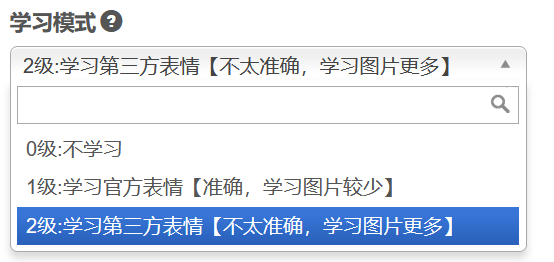 学习模式 ?
2级:学习第三方表情【不太准确，学习图片更多】
0级:不学习
1级:学习官方表情【准确，学习图片较少】
2级:学习第三方表情【不太准确，学习图片更多】